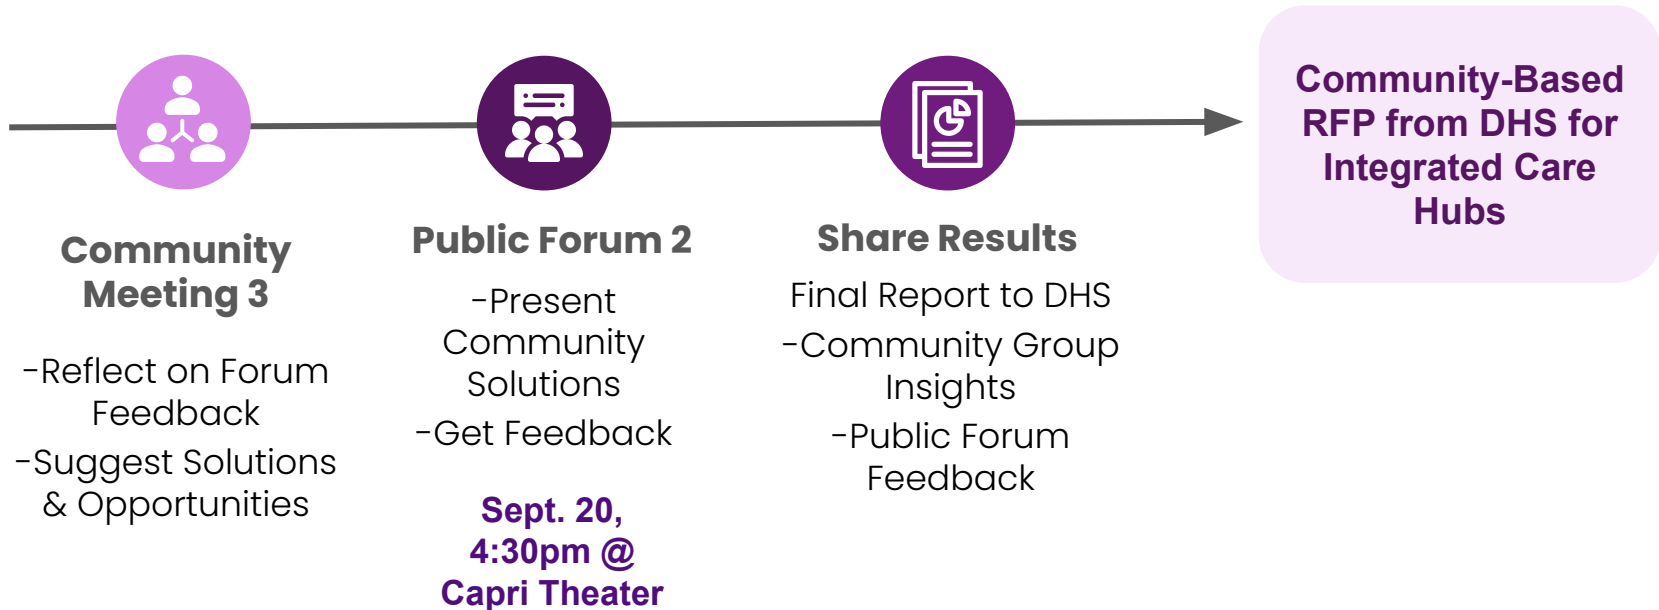 Community
Meeting 3
-Reflect on Forum
Feedback
-Suggest Solutions
& Opportunities
Public Forum 2
-Present
Community
Solutions
-Get Feedback
Sept. 20,
4:30pm @
Capri Theater
Share Results
Final Report to DHS
-Community Group
Insights
-Public Forum
Feedback
Community-Based
RFP from DHS for
Integrated Care
Hubs